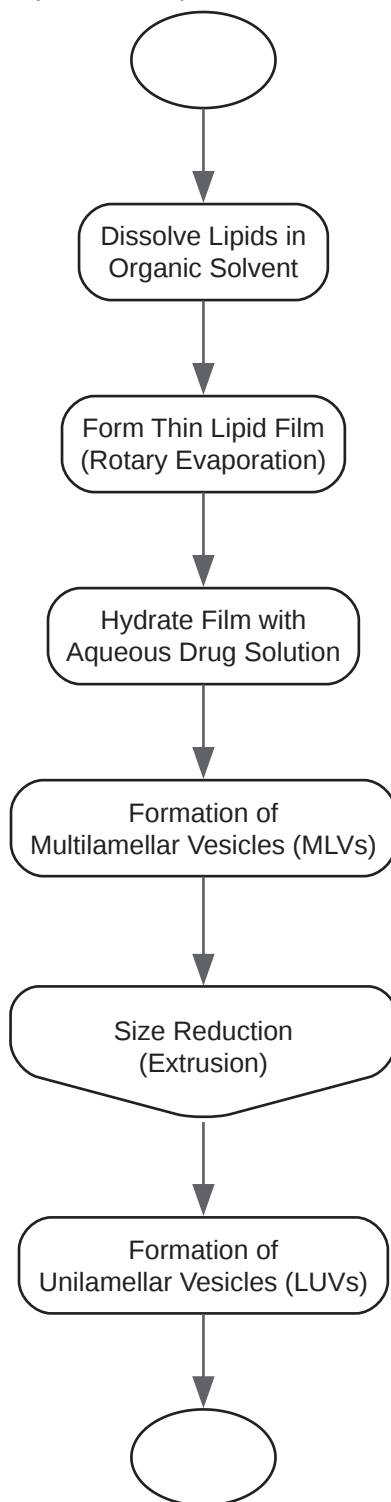 Dissolve Lipids in
Organic Solvent
Form Thin Lipid Film
(Rotary Evaporation)
Hydrate Film with
Aqueous Drug Solution
Formation of
Multilamellar Vesicles (MLVs)
Size Reduction
(Extrusion)
Formation of
Unilamellar Vesicles (LUVs)